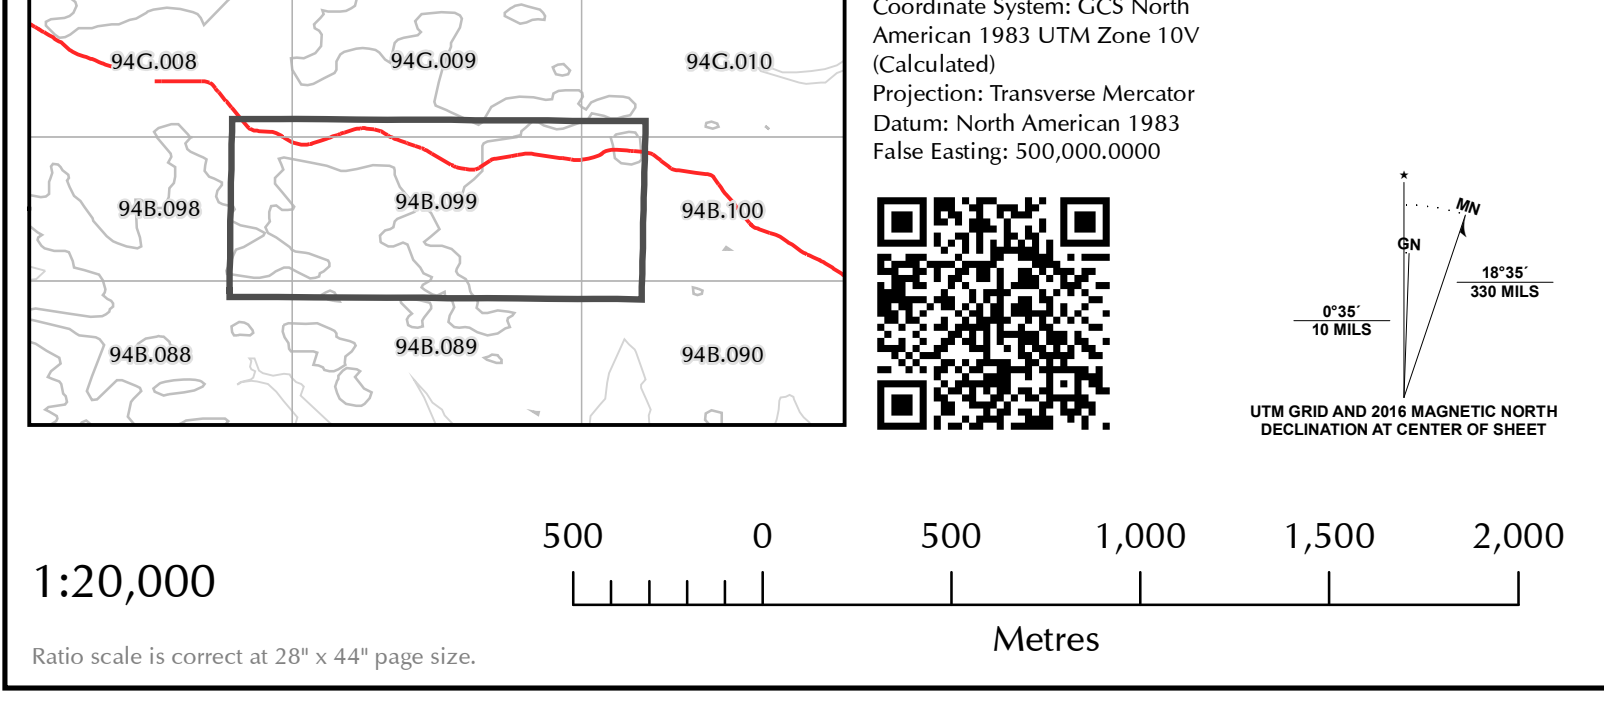 94G.008
94G.009
94G.010
94B.098
94B.099
94B.100
94B.088
94B.089
94B.090
Coordinate System: GCS North
American 1983 UTM Zone 10V
(Calculated)
Projection: Transverse Mercator
Datum: North American 1983
False Easting: 500,000.0000
MN
GN
18°35´
330 MILS
0°35´
10 MILS
UTM GRID AND 2016 MAGNETIC NORTH
DECLINATION AT CENTER OF SHEET
1:20,000
500 0 500 1,000 1,500 2,000
Metres
Ratio scale is correct at 28" x 44" page size.